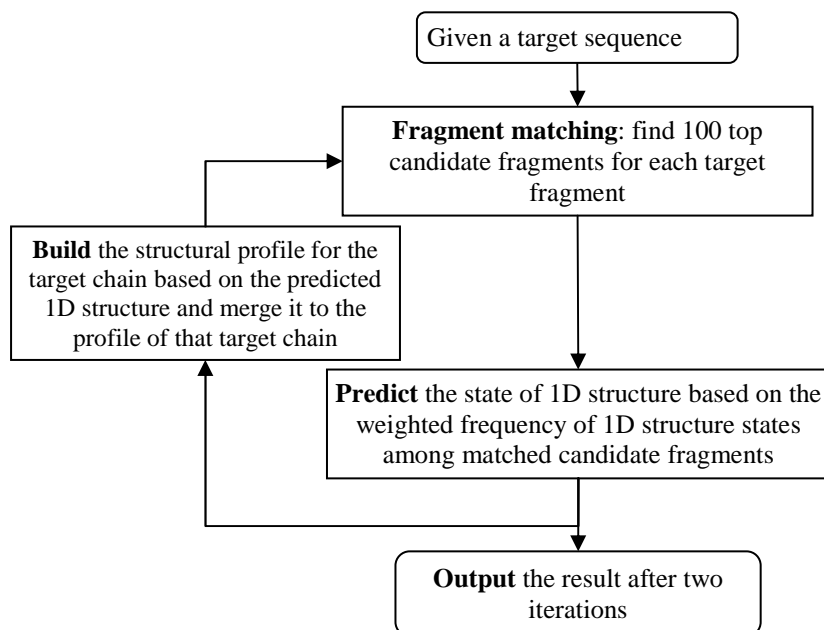 Given a target sequence
Fragment matching: find 100 top
candidate fragments for each target
fragment
Build the structural profile for the
target chain based on the predicted
1D structure and merge it to the
profile of that target chain
Predict the state of 1D structure based on the
weighted frequency of 1D structure states
among matched candidate fragments
Output the result after two
iterations